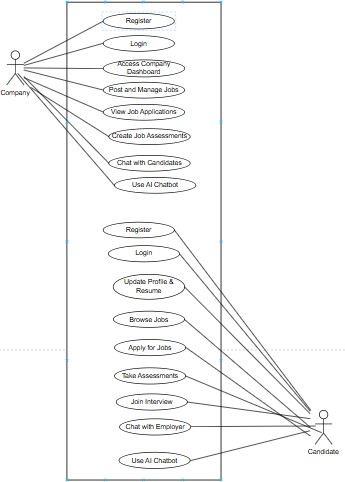 Register
Login
Access Company
Dashboard
Post and Manage Jobs
Company
View Job Applications
Create Job Assessments
Chat with Candidates
Use AI Chatbot
Register
Login
Update Profile &
Resume
Browse Jobs
Apply for Jobs
Take Assessments
Join Interview
Chat with Employer
Candidate
Use AI Chatbot